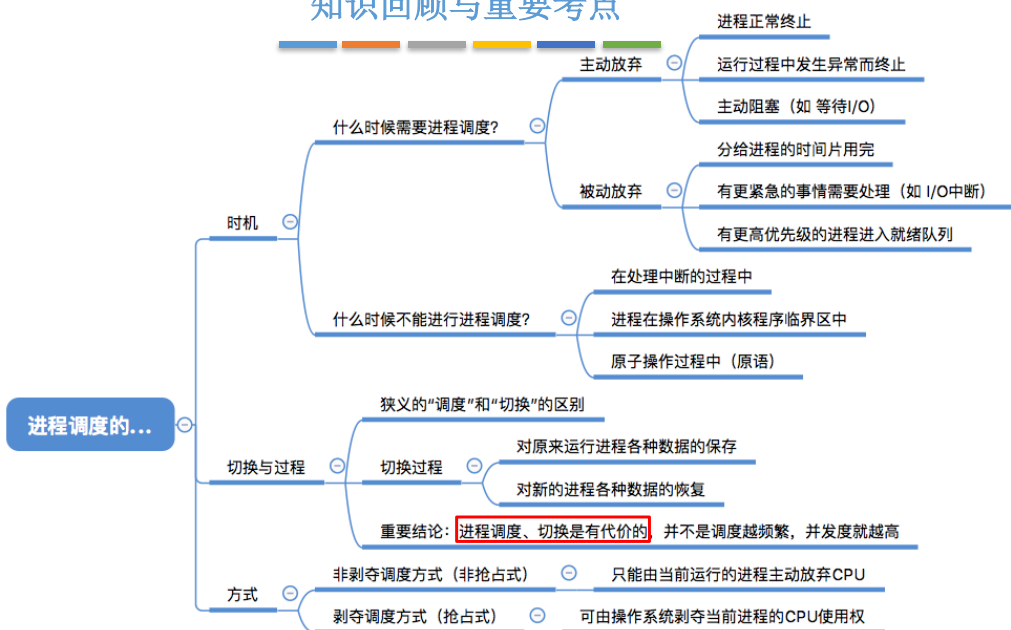 知识回顾与重要考点
进程正常终止
主动放弃
运行过程中发生异常而终止
主动阻塞（如 等待I/O）
什么时候需要进程调度？
分给进程的时间片用完
被动放弃
有更紧急的事情需要处理（如 I/O中断）
有更高优先级的进程进入就绪队列
时机
在处理中断的过程中
什么时候不能进行进程调度？
进程在操作系统内核程序临界区中
原子操作过程中（原语）
进程调度的...
狭义的“调度”和“切换”的区别
切换与过程
切换过程
对原来运行进程各种数据的保存
对新的进程各种数据的恢复
重要结论：进程调度、切换是有代价的，并不是调度越频繁，并发度就越高
方式
非剥夺调度方式（非抢占式）
只能由当前运行的进程主动放弃CPU
剥夺调度方式（抢占式）
可由操作系统剥夺当前进程的CPU使用权